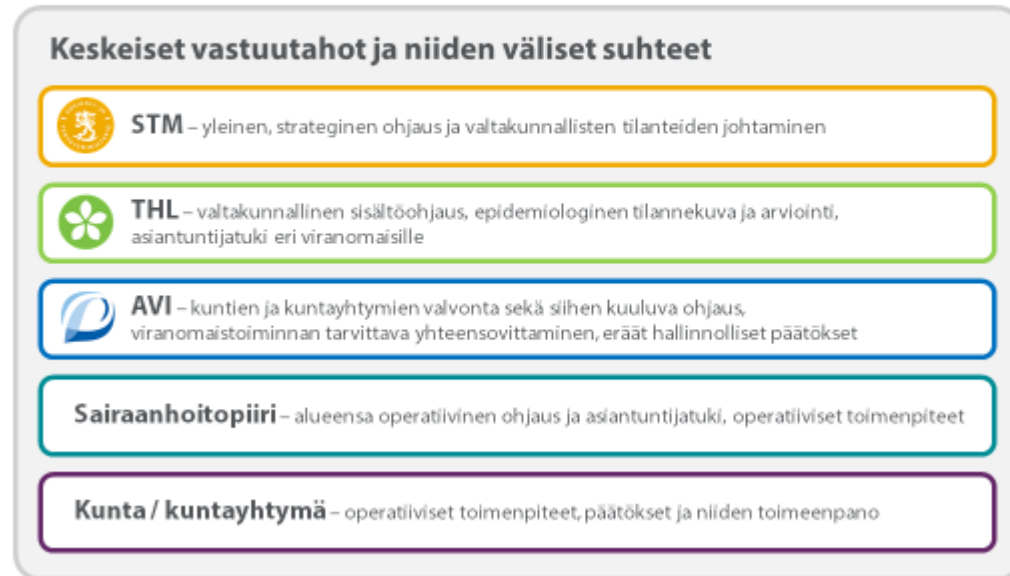 Keskeiset vastuutahot ja niiden väliset suhteet
STM – yleinen, strateginen ohjaus ja valtakunnallisten tilanteiden johtaminen
THL – valtakunnallinen sisältöohjaus, epidemiologinen tilannekuva ja arviointi,
asiantuntijatuki eri viranomaisille
AVI – kuntien ja kuntayhtymien valvonta sekä siihen kuuluva ohjaus,
viranomaistoiminnan tarvittava yhteensovittaminen, eräät hallinnolliset päätökset
Sairaanhoitopiiri – alueensa operatiivinen ohjaus ja asiantuntijatuki, operatiiviset toimenpiteet
Kunta / kuntayhtymä – operatiiviset toimenpiteet, päätökset ja niiden toimeenpano